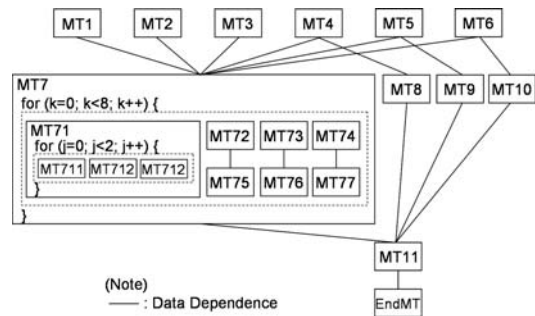 MT1 MT2 MT3 MT4 MT5 MT6
MT7
for (k=0; k<8; k++) {
MT71
for (j=0; j<2; j++) {
MT711 MT712 MT712
}
MT72 MT73 MT74
MT75 MT76 MT77
}
MT8 MT9 MT10
MT11
EndMT
(Note)
: Data Dependence